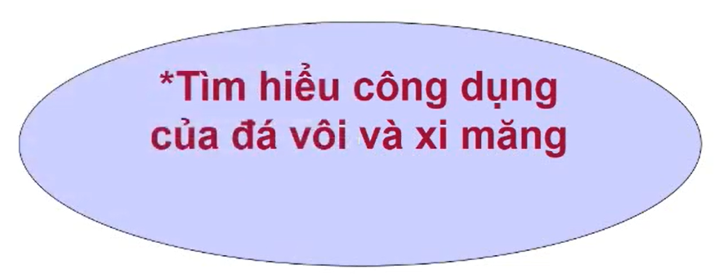 *Tìm hiểu công dụng
của đá vôi và xi măng